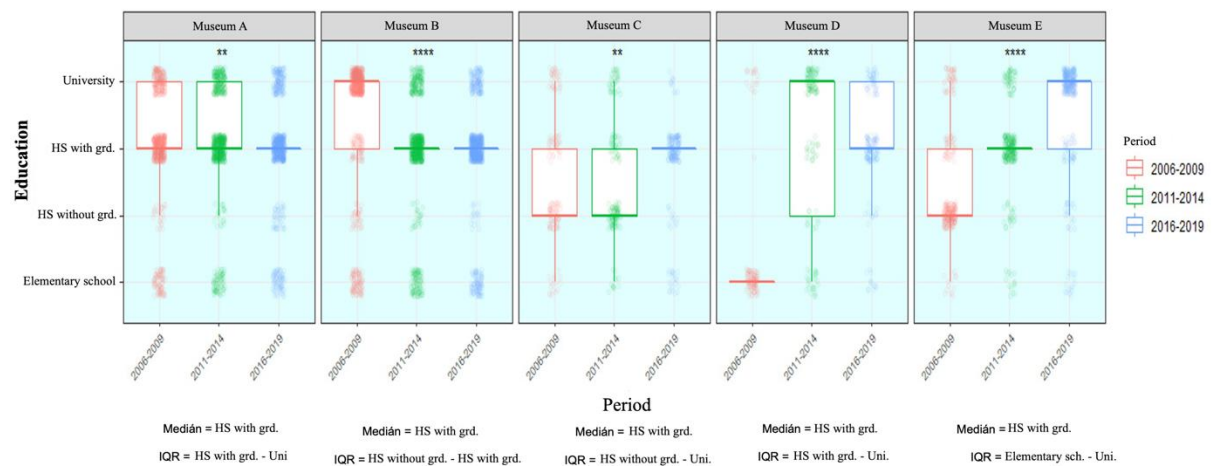 Museum A Museum B Museum C Museum D Museum E
** **** ** **** ****
Education
University
HS with grd.
HS without grd.
Elementary school
Period
2006-2009
2011-2014
2016-2019
2006-2009 2011-2014 2016-2019 2006-2009 2011-2014 2016-2019 2006-2009 2011-2014 2016-2019 2006-2009 2011-2014 2016-2019 2006-2009 2011-2014 2016-2019
Period
Medián = HS with grd. Medián = HS with grd. Medián = HS with grd. Medián = HS with grd. Medián = HS with grd.
IQR = HS with grd. - Uni IQR = HS without grd. - HS with grd. IQR = HS without grd. - Uni. IQR = HS with grd. - Uni. IQR = Elementary sch. - Uni.